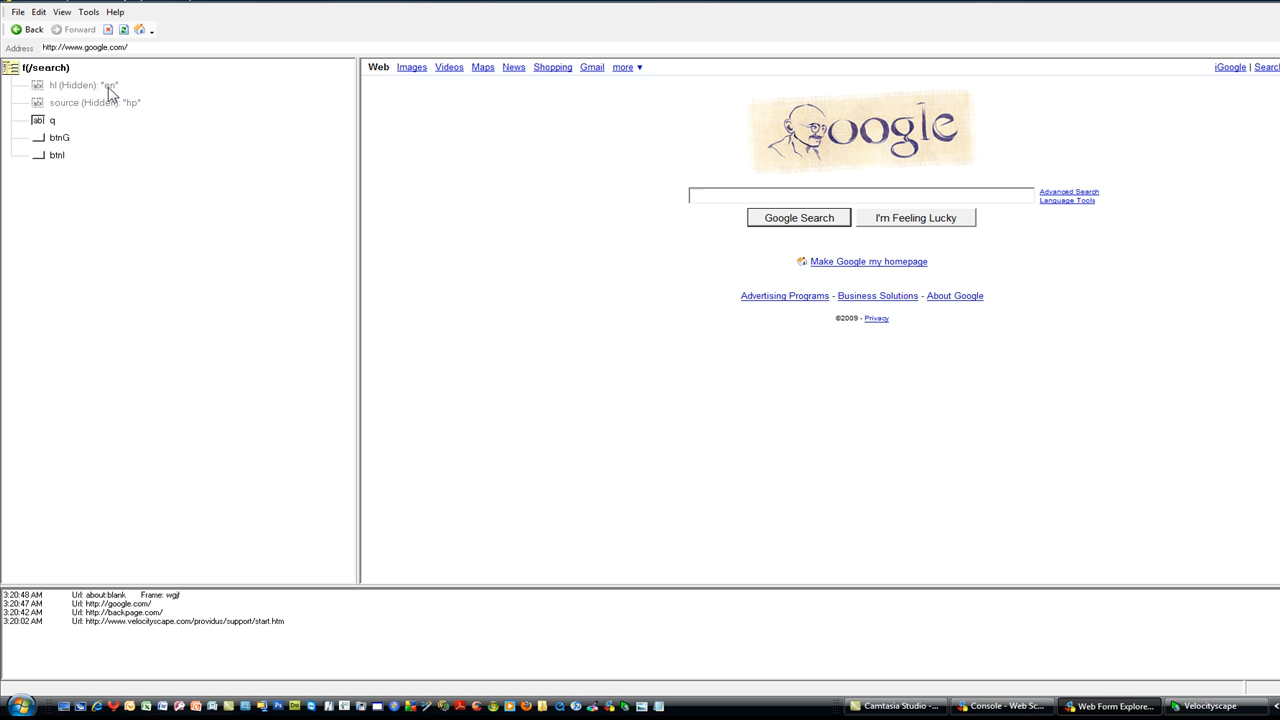 File Edit View Tools Help
Back Forward
Address http://www.google.com/
f(/search)
hl (Hidden): "en"
source (Hidden): "hp"
q
btnG
btnI
Web Images Videos Maps News Shopping Gmail more ▼ iGoogle | Searc
oogle
Advanced Search
Language Tools
Google Search I'm Feeling Lucky
Make Google my homepage
Advertising Programs - Business Solutions - About Google
©2009 - Privacy
3:20:48 AM Url: about:blank Frame: wgjf
3:20:47 AM Url: http://google.com/
3:20:42 AM Url: http://backpage.com/
3:20:02 AM Url: http://www.velocityscape.com/providus/support/start.htm
Camtasia Studio -... Console - Web Sc... Web Form Explore... Velocityscape